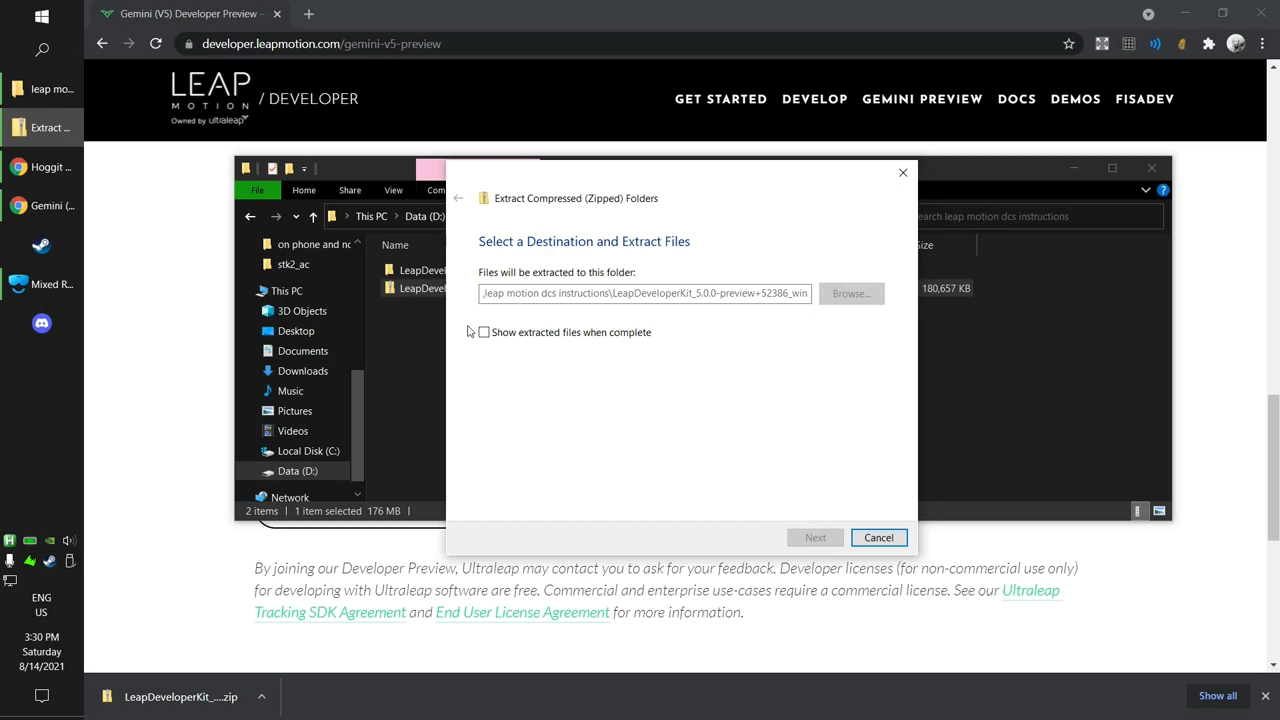 Gemini (V5) Developer Preview –
developer.leapmotion.com/gemini-v5-preview
LEAP
MOTION
Owned by ultraleap
/ DEVELOPER
GET STARTED DEVELOP GEMINI PREVIEW DOCS DEMOS FISADEV
leap mo...
Extract ...
Hoggit ...
Gemini (...
Mixed R...
File Home Share View Com
This PC Data (D:)
earch leap motion dcs instructions
on phone and no
stk2_ac
This PC
3D Objects
Desktop
Documents
Downloads
Music
Pictures
Videos
Local Disk (C:)
Data (D:)
Network
Name
Size
LeapDevel
LeapDevel
180,657 KB
2 items 1 item selected 176 MB
Extract Compressed (Zipped) Folders
Select a Destination and Extract Files
Files will be extracted to this folder:
leap motion dcs instructions\LeapDeveloperKit_5.0.0-preview+52386_win
Browse...
Show extracted files when complete
Next
Cancel
By joining our Developer Preview, Ultraleap may contact you to ask for your feedback. Developer licenses (for non-commercial use only)
for developing with Ultraleap software are free. Commercial and enterprise use-cases require a commercial license. See our Ultraleap
Tracking SDK Agreement and End User License Agreement for more information.
ENG
US
3:30 PM
Saturday
8/14/2021
LeapDeveloperKit_....zip
Show all